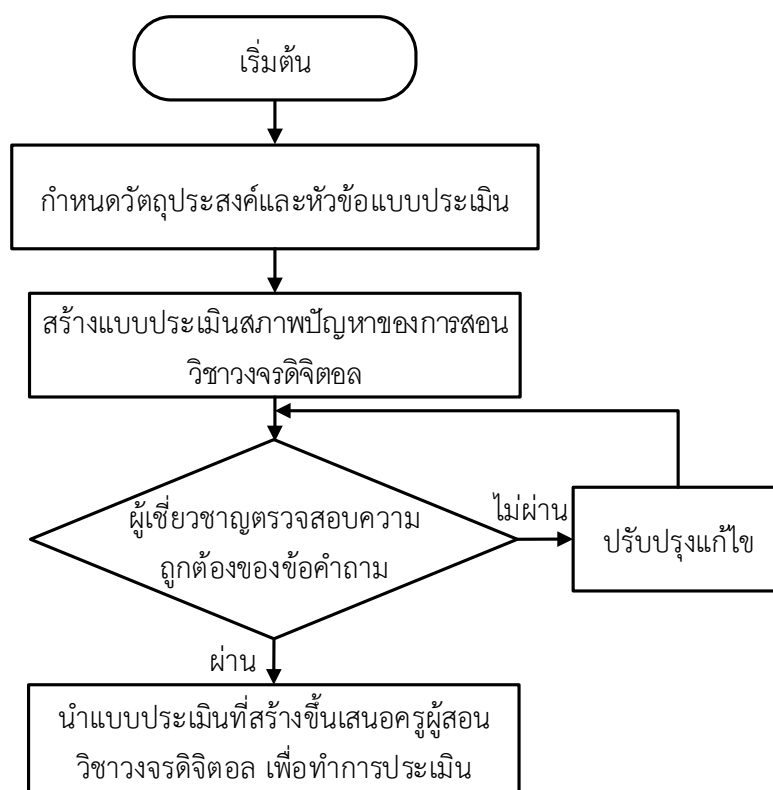 เริ่มต้น
กำหนดวัตถุประสงค์และหัวข้อแบบประเมิน
สร้างแบบประเมินสภาพปัญหาของการสอน
วิชาวงจรดิจิตอล
ผู้เชี่ยวชาญตรวจสอบความ
ถูกต้องของข้อคำถาม
ไม่ผ่าน
ปรับปรุงแก้ไข
ผ่าน
นำแบบประเมินที่สร้างขึ้นเสนอครูผู้สอน
วิชาวงจรดิจิตอล เพื่อทำการประเมิน